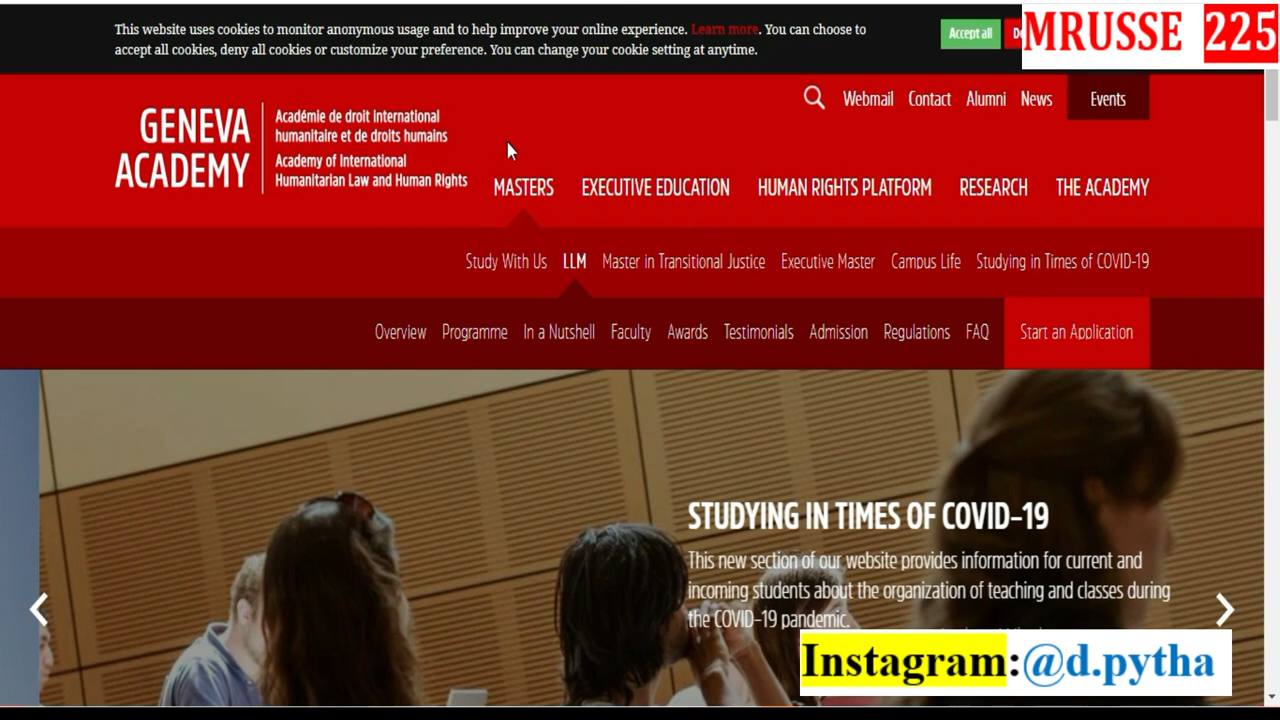 This website uses cookies to monitor anonymous usage and to help improve your online experience. Learn more. You can choose to
accept all cookies, deny all cookies or customize your preference. You can change your cookie setting at anytime.
Accept all
MRUSSE 225
Webmail Contact Alumni News Events
GENEVA
ACADEMY
Académie de droit international
humanitaire et de droits humains
Academy of International
Humanitarian Law and Human Rights
MASTERS EXECUTIVE EDUCATION HUMAN RIGHTS PLATFORM RESEARCH THE ACADEMY
Study With Us LLM Master in Transitional Justice Executive Master Campus Life Studying in Times of COVID-19
Overview Programme In a Nutshell Faculty Awards Testimonials Admission Regulations FAQ Start an Application
STUDYING IN TIMES OF COVID-19
This new section of our website provides information for current and
incoming students about the organization of teaching and classes during
the COVID-19 pandemic.
Instagram:@d.pytha